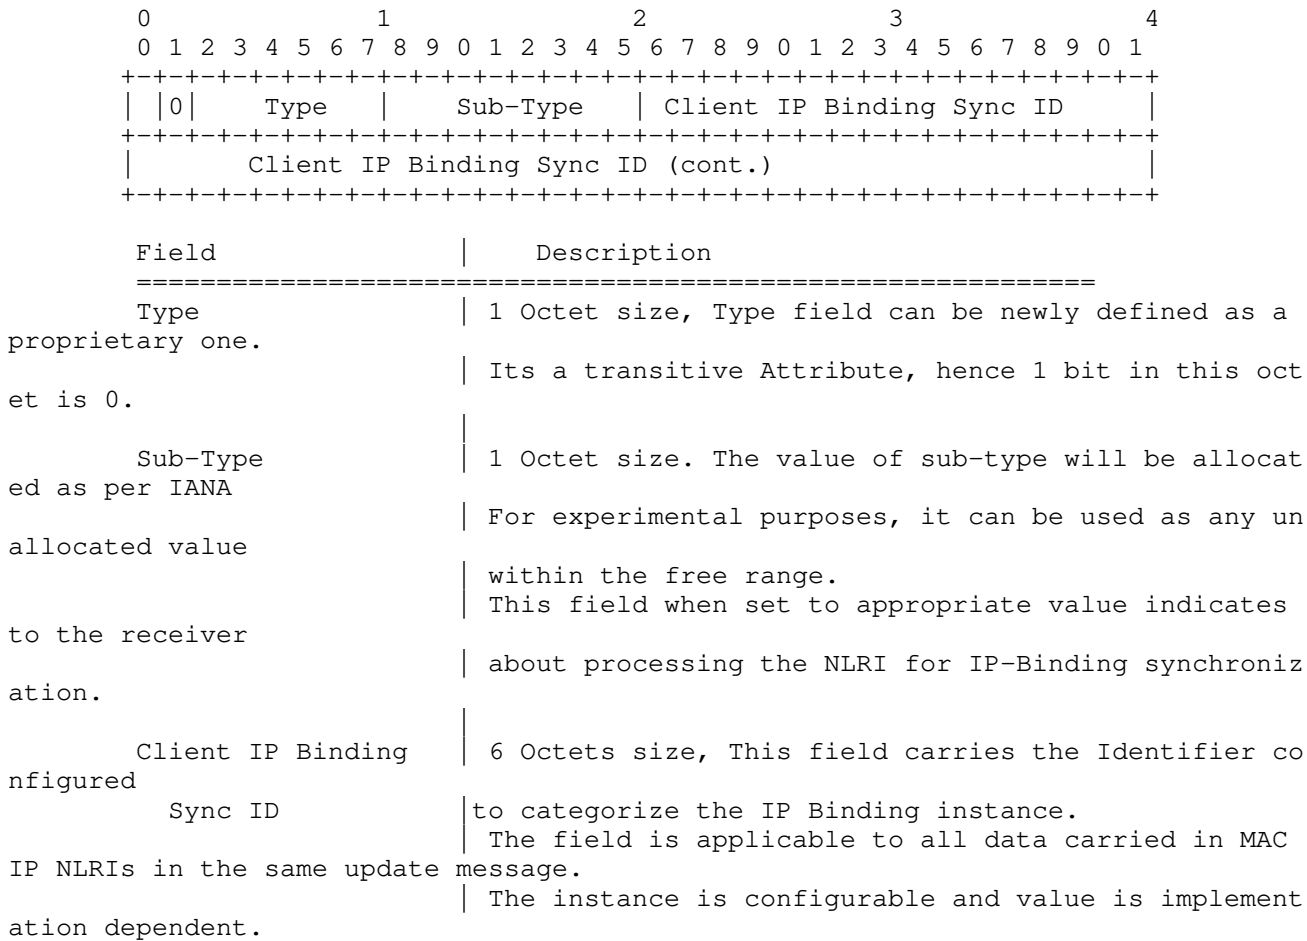 0                   1                   2                   3                   4
0 1 2 3 4 5 6 7 8 9 0 1 2 3 4 5 6 7 8 9 0 1 2 3 4 5 6 7 8 9 0 1
+-+-+-+-+-+-+-+-+-+-+-+-+-+-+-+-+-+-+-+-+-+-+-+-+-+-+-+-+-+-+-+-+
| |0|    Type   |    Sub-Type   | Client IP Binding Sync ID     |
+-+-+-+-+-+-+-+-+-+-+-+-+-+-+-+-+-+-+-+-+-+-+-+-+-+-+-+-+-+-+-+-+
|       Client IP Binding Sync ID (cont.)                       |
+-+-+-+-+-+-+-+-+-+-+-+-+-+-+-+-+-+-+-+-+-+-+-+-+-+-+-+-+-+-+-+-+
Field               |    Description
============================================================
Type                | 1 Octet size, Type field can be newly defined as a
proprietary one.
| Its a transitive Attribute, hence 1 bit in this oct
et is 0.
|
Sub-Type            | 1 Octet size. The value of sub-type will be allocat
ed as per IANA
| For experimental purposes, it can be used as any un
allocated value
| within the free range.
| This field when set to appropriate value indicates
to the receiver
| about processing the NLRI for IP-Binding synchroniz
ation.
|
Client IP Binding   | 6 Octets size, This field carries the Identifier co
nfigured
Sync ID           |to categorize the IP Binding instance.
| The field is applicable to all data carried in MAC
IP NLRIs in the same update message.
| The instance is configurable and value is implement
ation dependent.